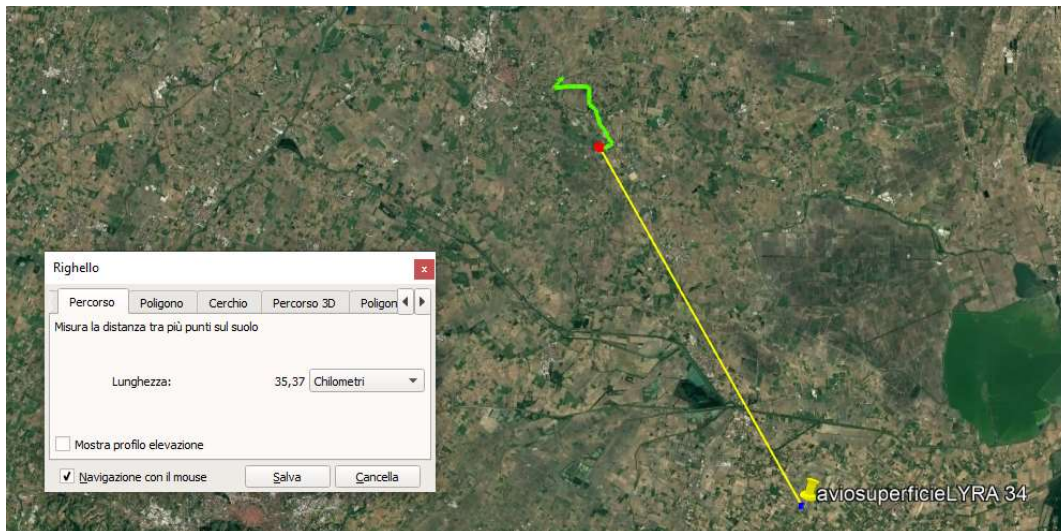 Righello
Percorso Poligono Cerchio Percorso 3D Poligon
Misura la distanza tra più punti sul suolo
Lunghezza: 35,37 Chilometri
Mostra profilo elevazione
Navigazione con il mouse Salva Cancella
aviosuperficieLYRA 34